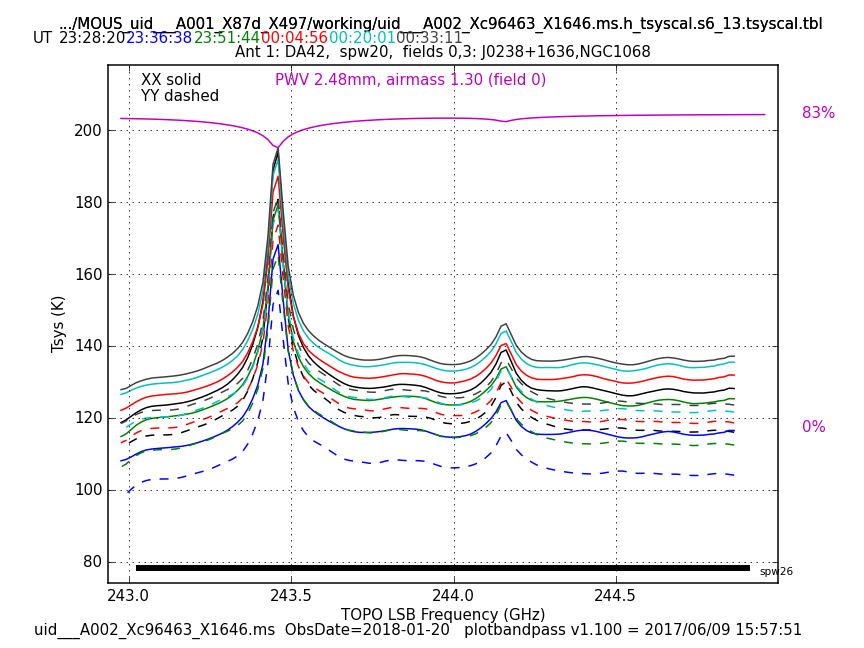 .../MOUS_uid___A001_X87d_X497/working/uid___A002_Xc96463_X1646.ms.h_tsyscal.s6_13.tsyscal.tbl
UT 23:28:20 23:36:38 23:51:44 00:04:56 00:20:01 00:33:11
Ant 1: DA42,  spw20,  fields 0,3: J0238+1636,NGC1068
XX solid PWV 2.48mm, airmass 1.30 (field 0)
YY dashed
83%
200
180
160
140
120
100
80
Tsys (K)
0%
spw26
243.0 243.5 244.0 244.5
TOPO LSB Frequency (GHz)
uid___A002_Xc96463_X1646.ms  ObsDate=2018-01-20   plotbandpass v1.100 = 2017/06/09 15:57:51